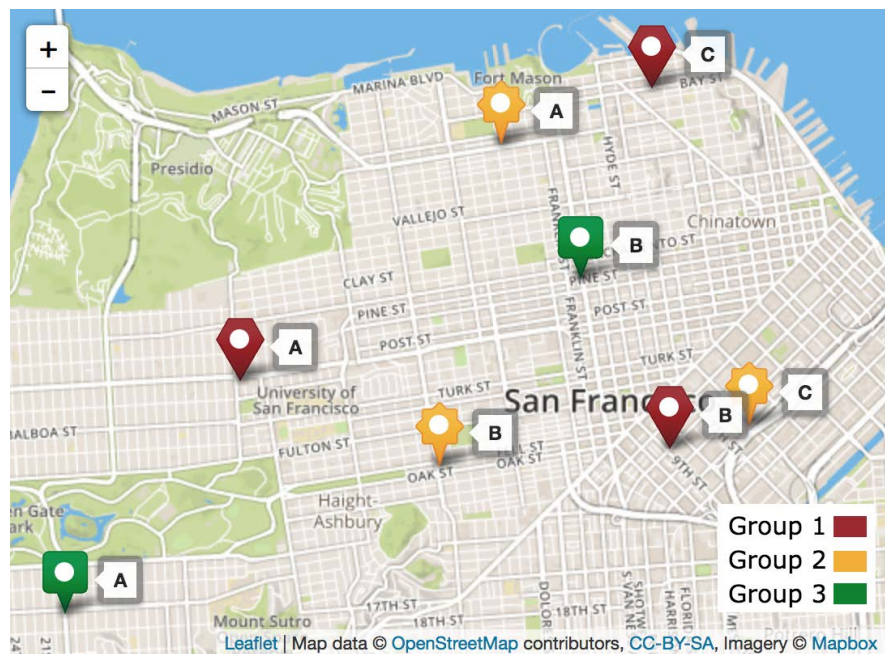 +
−
MARINA BLVD
Fort Mason
C
BAY ST
MASON ST
A
Presidio
HYDE ST
VALLEJO ST
FRANKLIN ST
Chinatown
B
CLAY ST
PINE ST
PINE ST
POST ST
FRANKLIN ST
POST ST
A
TURK ST
University of
San Francisco
TURK ST
San Francisco
C
B
BALBOA ST
FULTON ST
B
FELL ST
OAK ST
OAK ST
9TH ST
Haight-
Ashbury
Group 1
Group 2
Group 3
A
17TH ST
18TH ST
18TH ST
Mount Sutro
Leaflet | Map data © OpenStreetMap contributors, CC-BY-SA, Imagery © Mapbox